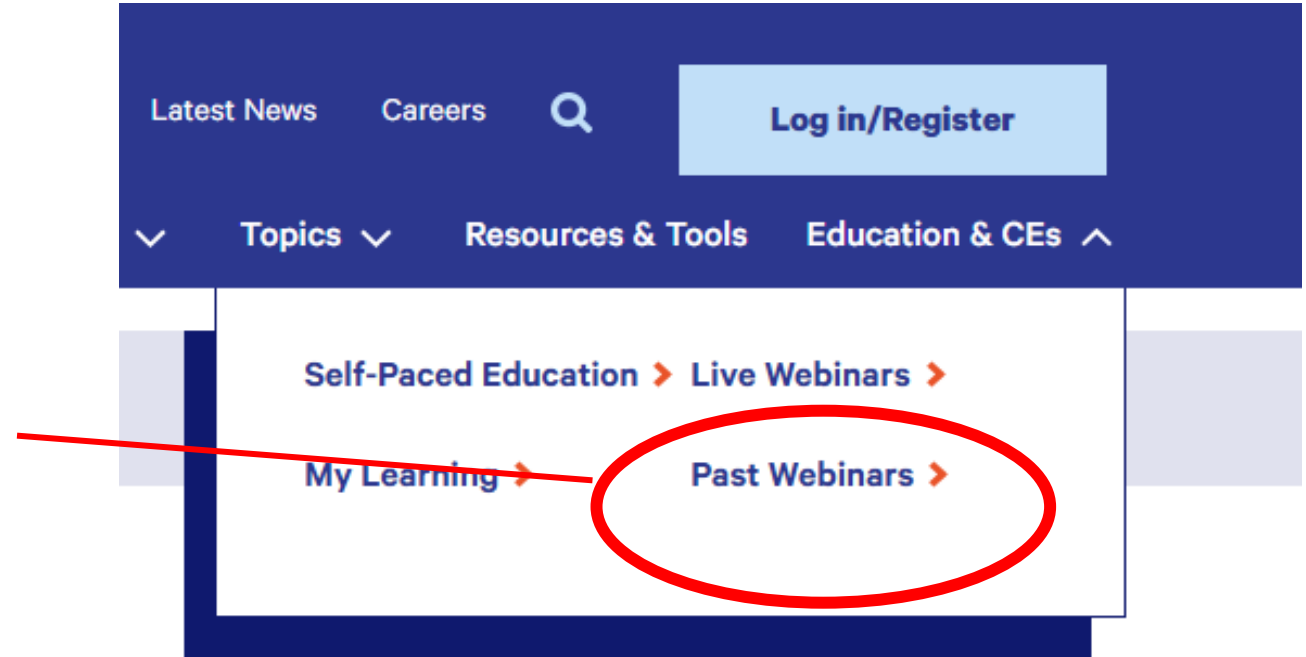 Latest News Careers Log in/Register
Topics Resources & Tools Education & CEs
Self-Paced Education Live Webinars
My Learning Past Webinars